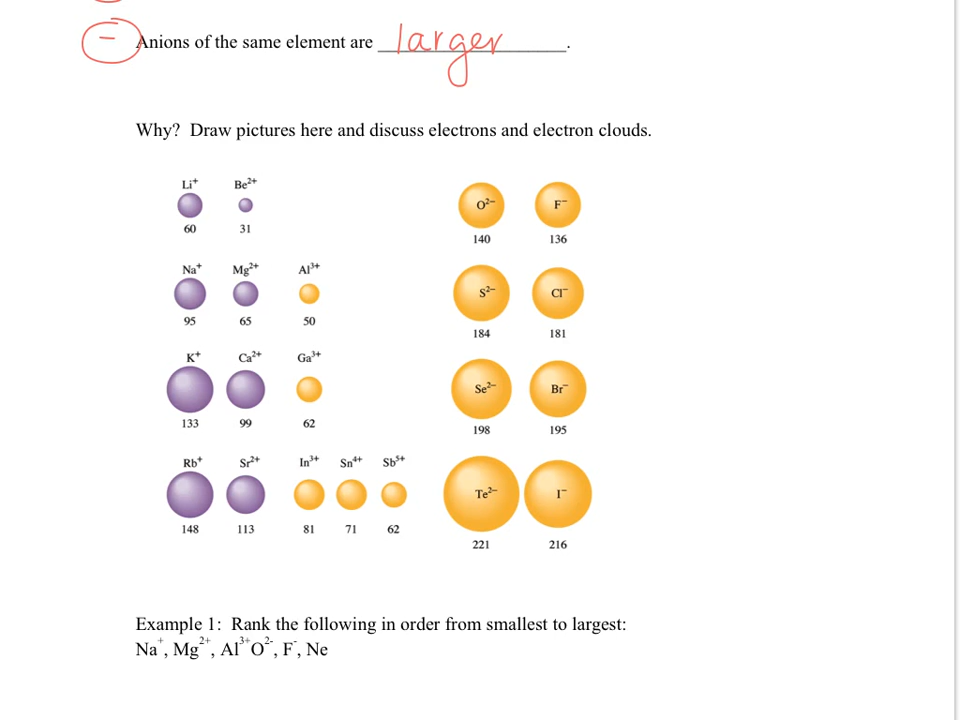 − Anions of the same element are larger.
Why? Draw pictures here and discuss electrons and electron clouds.
Li⁺ Be²⁺ O²⁻ F⁻
60 31 140 136
Na⁺ Mg²⁺ Al³⁺ S²⁻ Cl⁻
95 65 50 184 181
K⁺ Ca²⁺ Ga³⁺ Se²⁻ Br⁻
133 99 62 198 195
Rb⁺ Sr²⁺ In³⁺ Sn⁴⁺ Sb⁵⁺ Te²⁻ I⁻
148 113 81 71 62 221 216
Example 1: Rank the following in order from smallest to largest:
Na⁺, Mg²⁺, Al³⁺O²⁻, F⁻, Ne